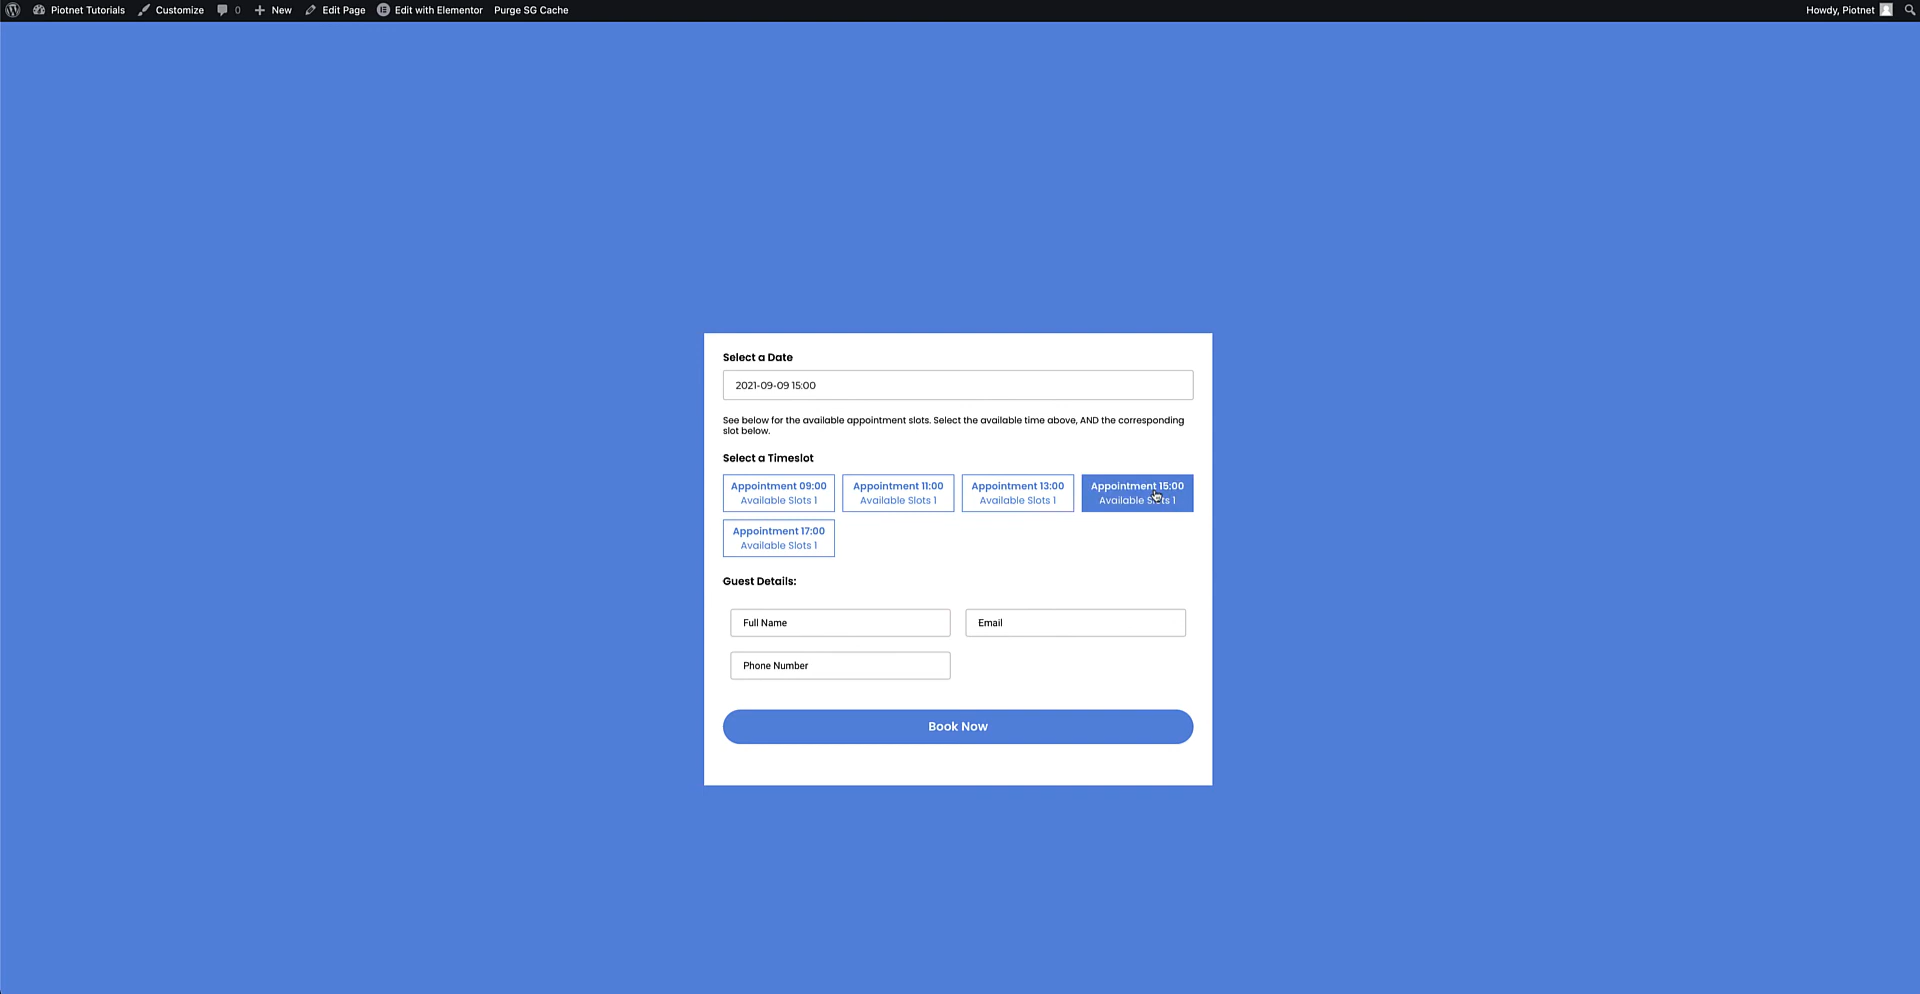 Piotnet Tutorials Customize 0 New Edit Page Edit with Elementor Purge SG Cache Howdy, Piotnet
Select a Date
2021-09-09 15:00
See below for the available appointment slots. Select the available time above, AND the corresponding
slot below.
Select a Timeslot
Appointment 09:00 Appointment 11:00 Appointment 13:00 Appointment 15:00
Available Slots 1 Available Slots 1 Available Slots 1 Available Slots 1
Appointment 17:00
Available Slots 1
Guest Details:
Full Name Email
Phone Number
Book Now